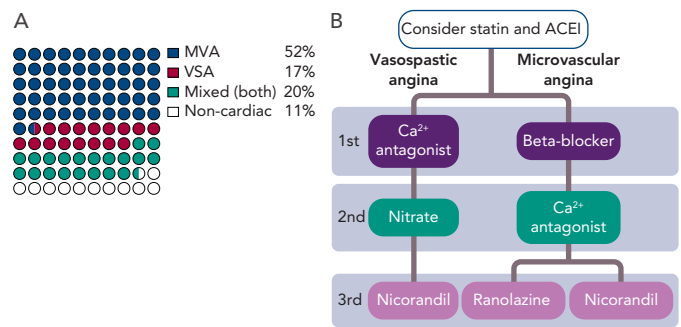 A
MVA 52%
VSA 17%
Mixed (both) 20%
Non-cardiac 11%
B
Consider statin and ACEI
Vasospastic
angina
Microvascular
angina
1st
Ca²⁺
antagonist
Beta-blocker
2nd
Nitrate
Ca²⁺
antagonist
3rd
Nicorandil
Ranolazine
Nicorandil